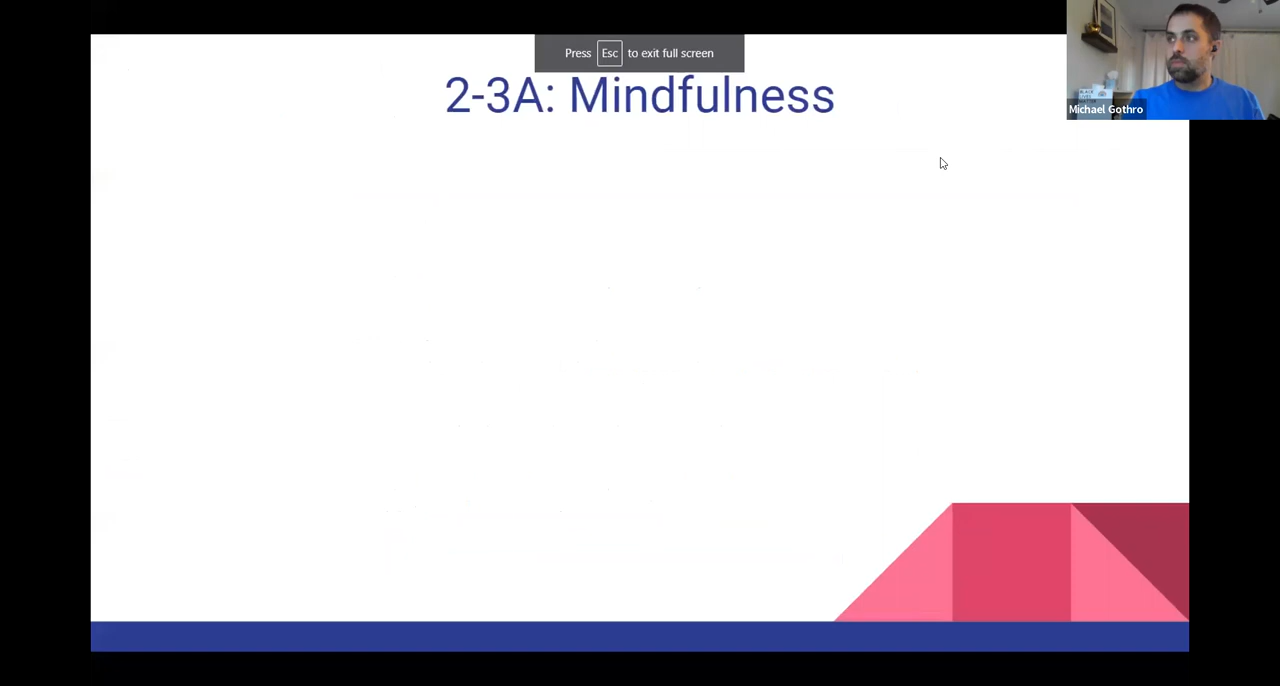 Press Esc to exit full screen
2-3A: Mindfulness
Michael Gothro